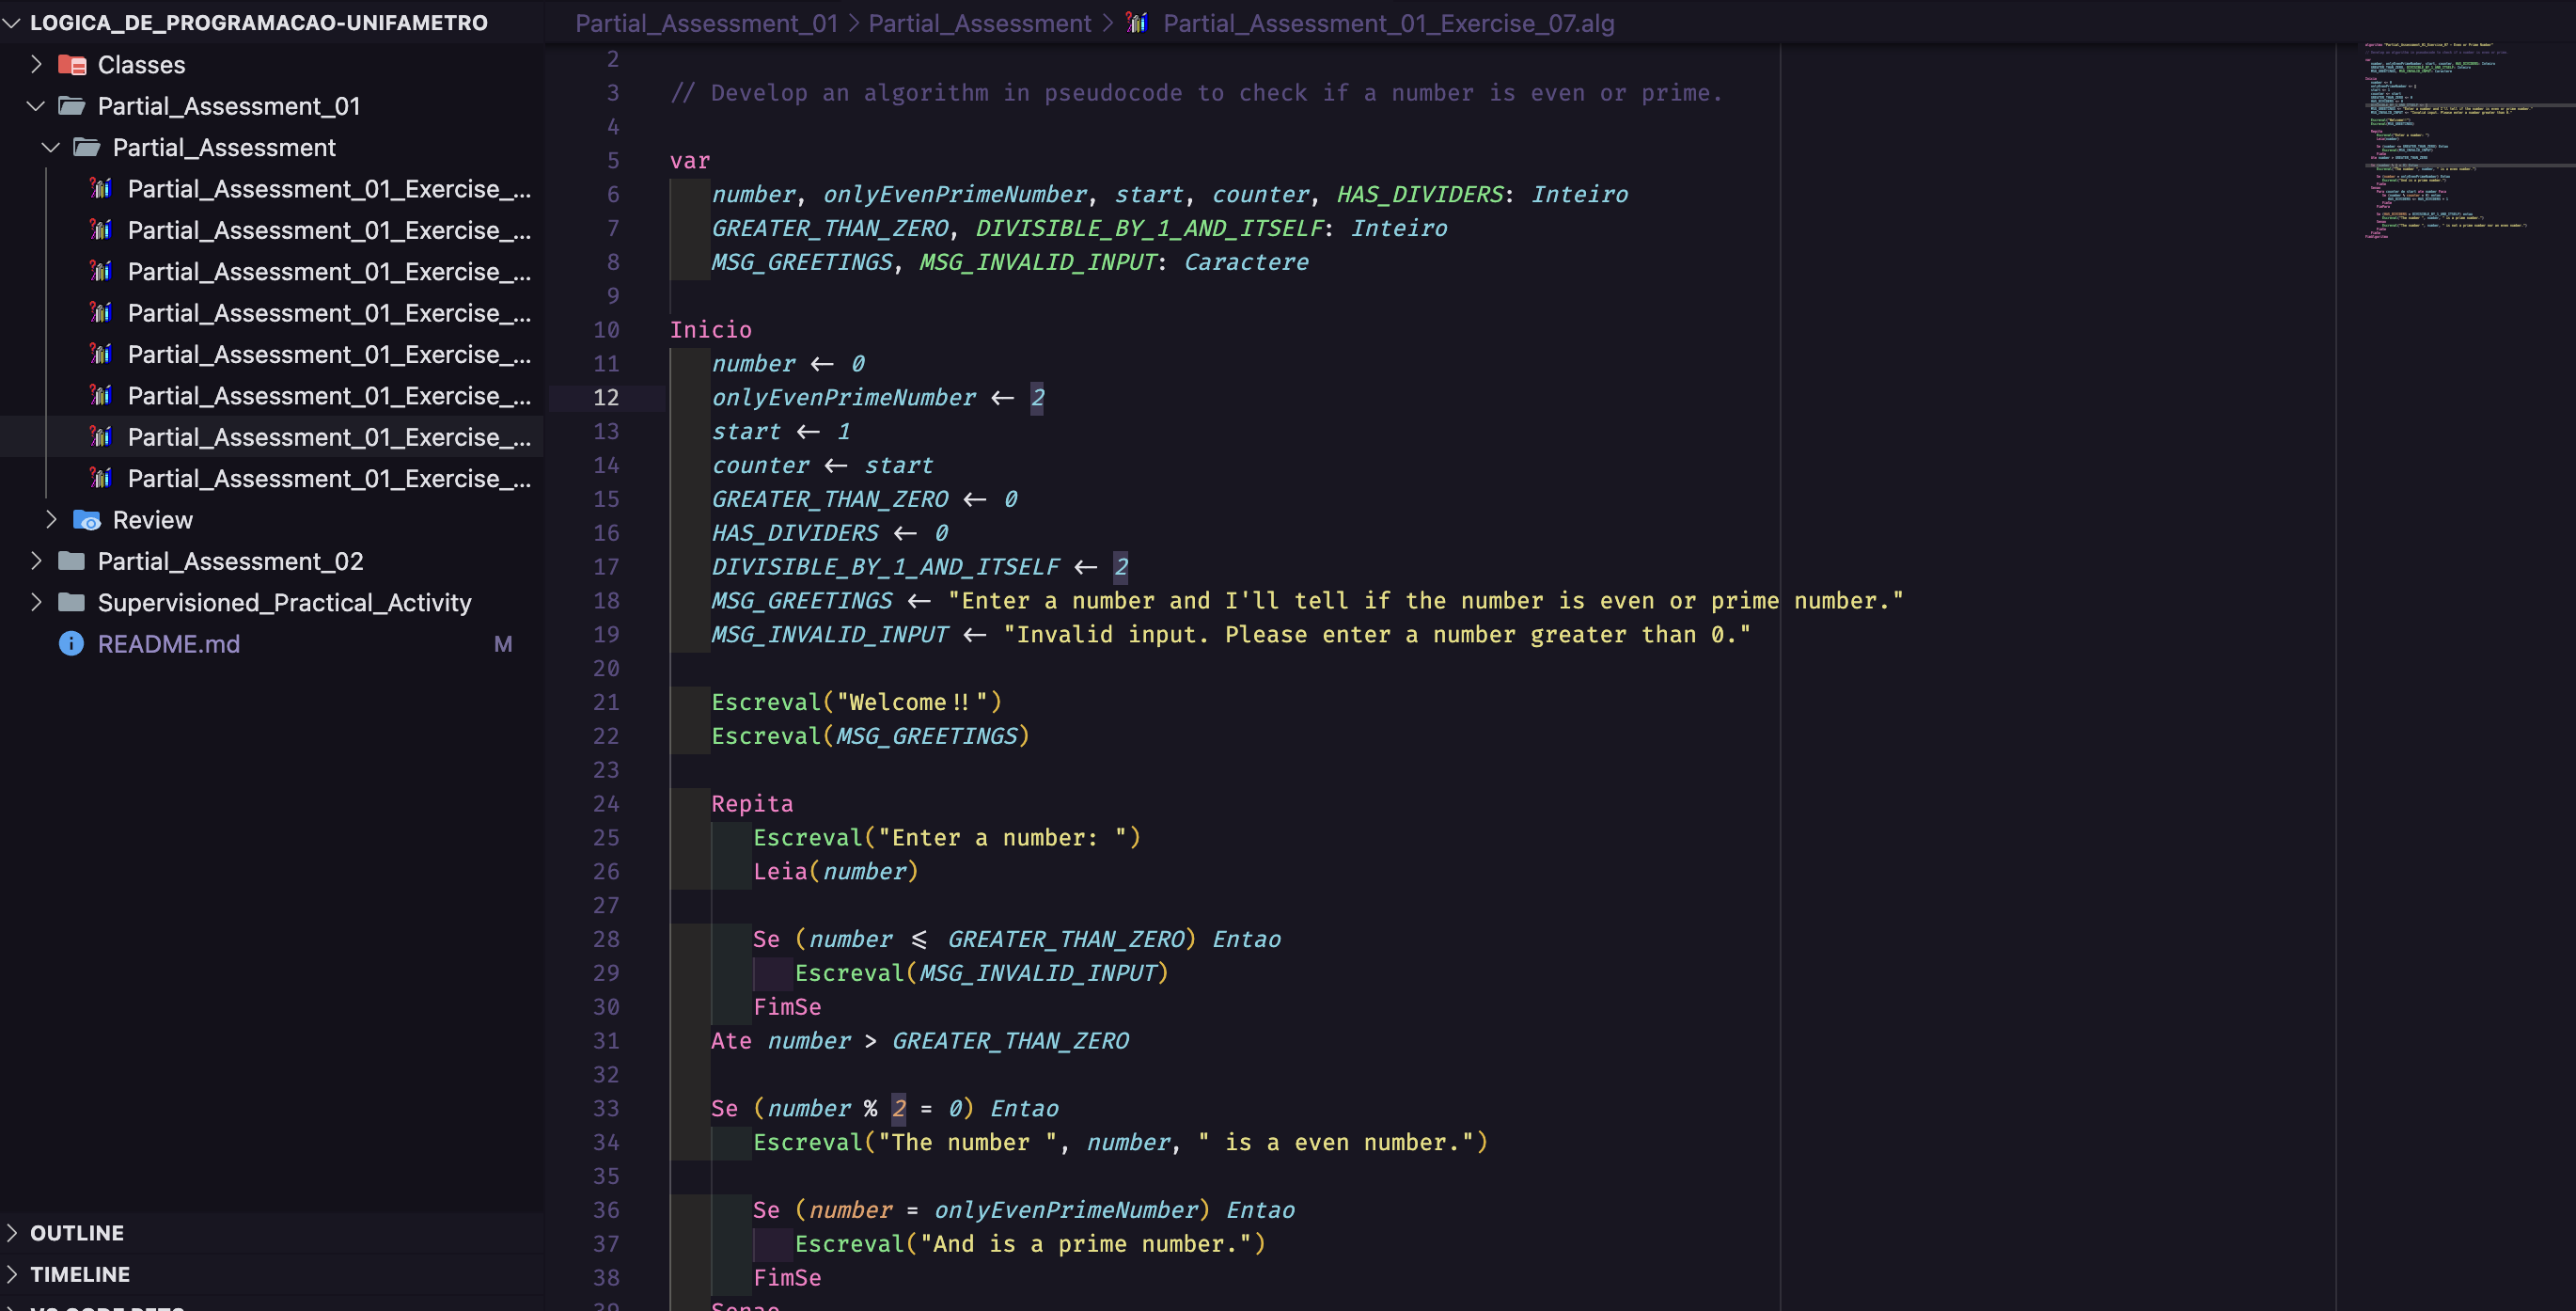 LOGICA_DE_PROGRAMACAO-UNIFAMETRO
Classes
Partial_Assessment_01
Partial_Assessment
Partial_Assessment_01_Exercise_...
Partial_Assessment_01_Exercise_...
Partial_Assessment_01_Exercise_...
Partial_Assessment_01_Exercise_...
Partial_Assessment_01_Exercise_...
Partial_Assessment_01_Exercise_...
Partial_Assessment_01_Exercise_...
Partial_Assessment_01_Exercise_...
Review
Partial_Assessment_02
Supervisioned_Practical_Activity
README.md M
OUTLINE
TIMELINE
Partial_Assessment_01 > Partial_Assessment > Partial_Assessment_01_Exercise_07.alg
2
3 // Develop an algorithm in pseudocode to check if a number is even or prime.
4
5 var
6 number, onlyEvenPrimeNumber, start, counter, HAS_DIVIDERS: Inteiro
7 GREATER_THAN_ZERO, DIVISIBLE_BY_1_AND_ITSELF: Inteiro
8 MSG_GREETINGS, MSG_INVALID_INPUT: Caractere
9
10 Inicio
11 number <- 0
12 onlyEvenPrimeNumber <- 2
13 start <- 1
14 counter <- start
15 GREATER_THAN_ZERO <- 0
16 HAS_DIVIDERS <- 0
17 DIVISIBLE_BY_1_AND_ITSELF <- 2
18 MSG_GREETINGS <- "Enter a number and I'll tell if the number is even or prime number."
19 MSG_INVALID_INPUT <- "Invalid input. Please enter a number greater than 0."
20
21 Escreval("Welcome!!")
22 Escreval(MSG_GREETINGS)
23
24 Repita
25 Escreval("Enter a number: ")
26 Leia(number)
27
28 Se (number <= GREATER_THAN_ZERO) Entao
29 Escreval(MSG_INVALID_INPUT)
30 FimSe
31 Ate number > GREATER_THAN_ZERO
32
33 Se (number % 2 = 0) Entao
34 Escreval("The number ", number, " is a even number.")
35
36 Se (number = onlyEvenPrimeNumber) Entao
37 Escreval("And is a prime number.")
38 FimSe
39 Senao